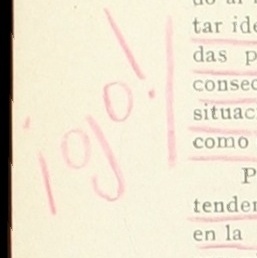 ¡ojo!
tar ide
das p
consec
situac
como
P
tender
en la